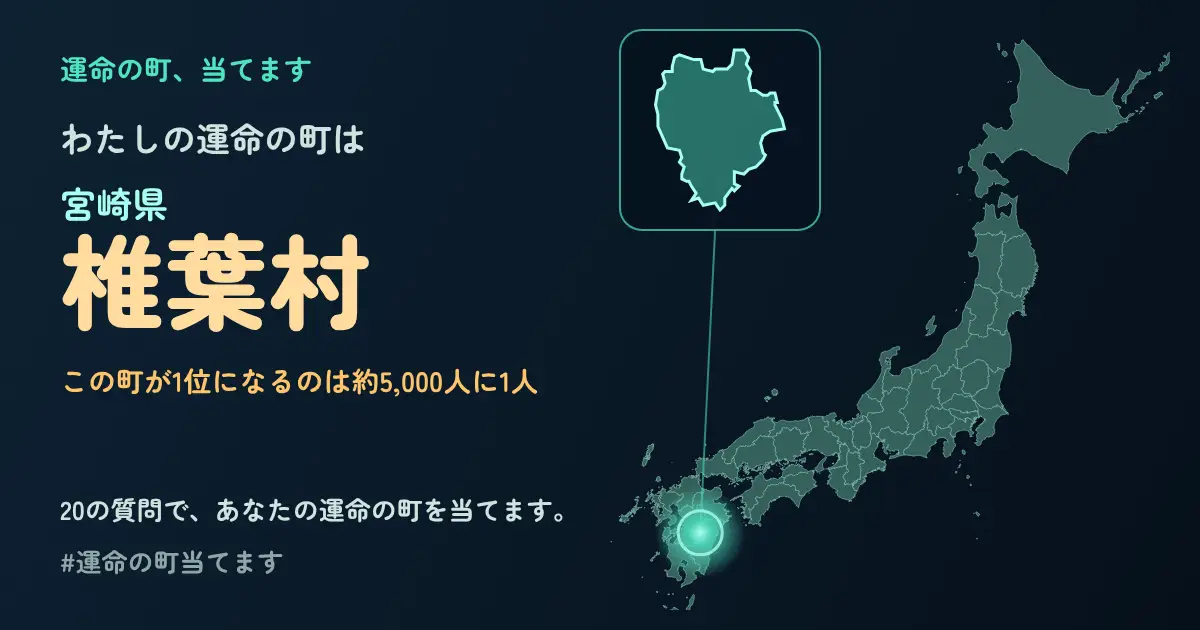 運命の町、当てます
わたしの運命の町は
宮崎県
椎葉村
この町が1位になるのは約5,000人に1人
20の質問で、あなたの運命の町を当てます。
#運命の町当てます